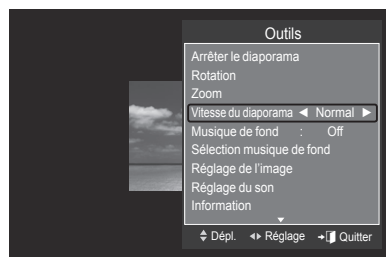 Outils
Arrêter le diaporama
Rotation
Zoom
Vitesse du diaporama ◄ Normal ►
Musique de fond : Off
Sélection musique de fond
Réglage de l'image
Réglage du son
Information
Dépl. Réglage Quitter